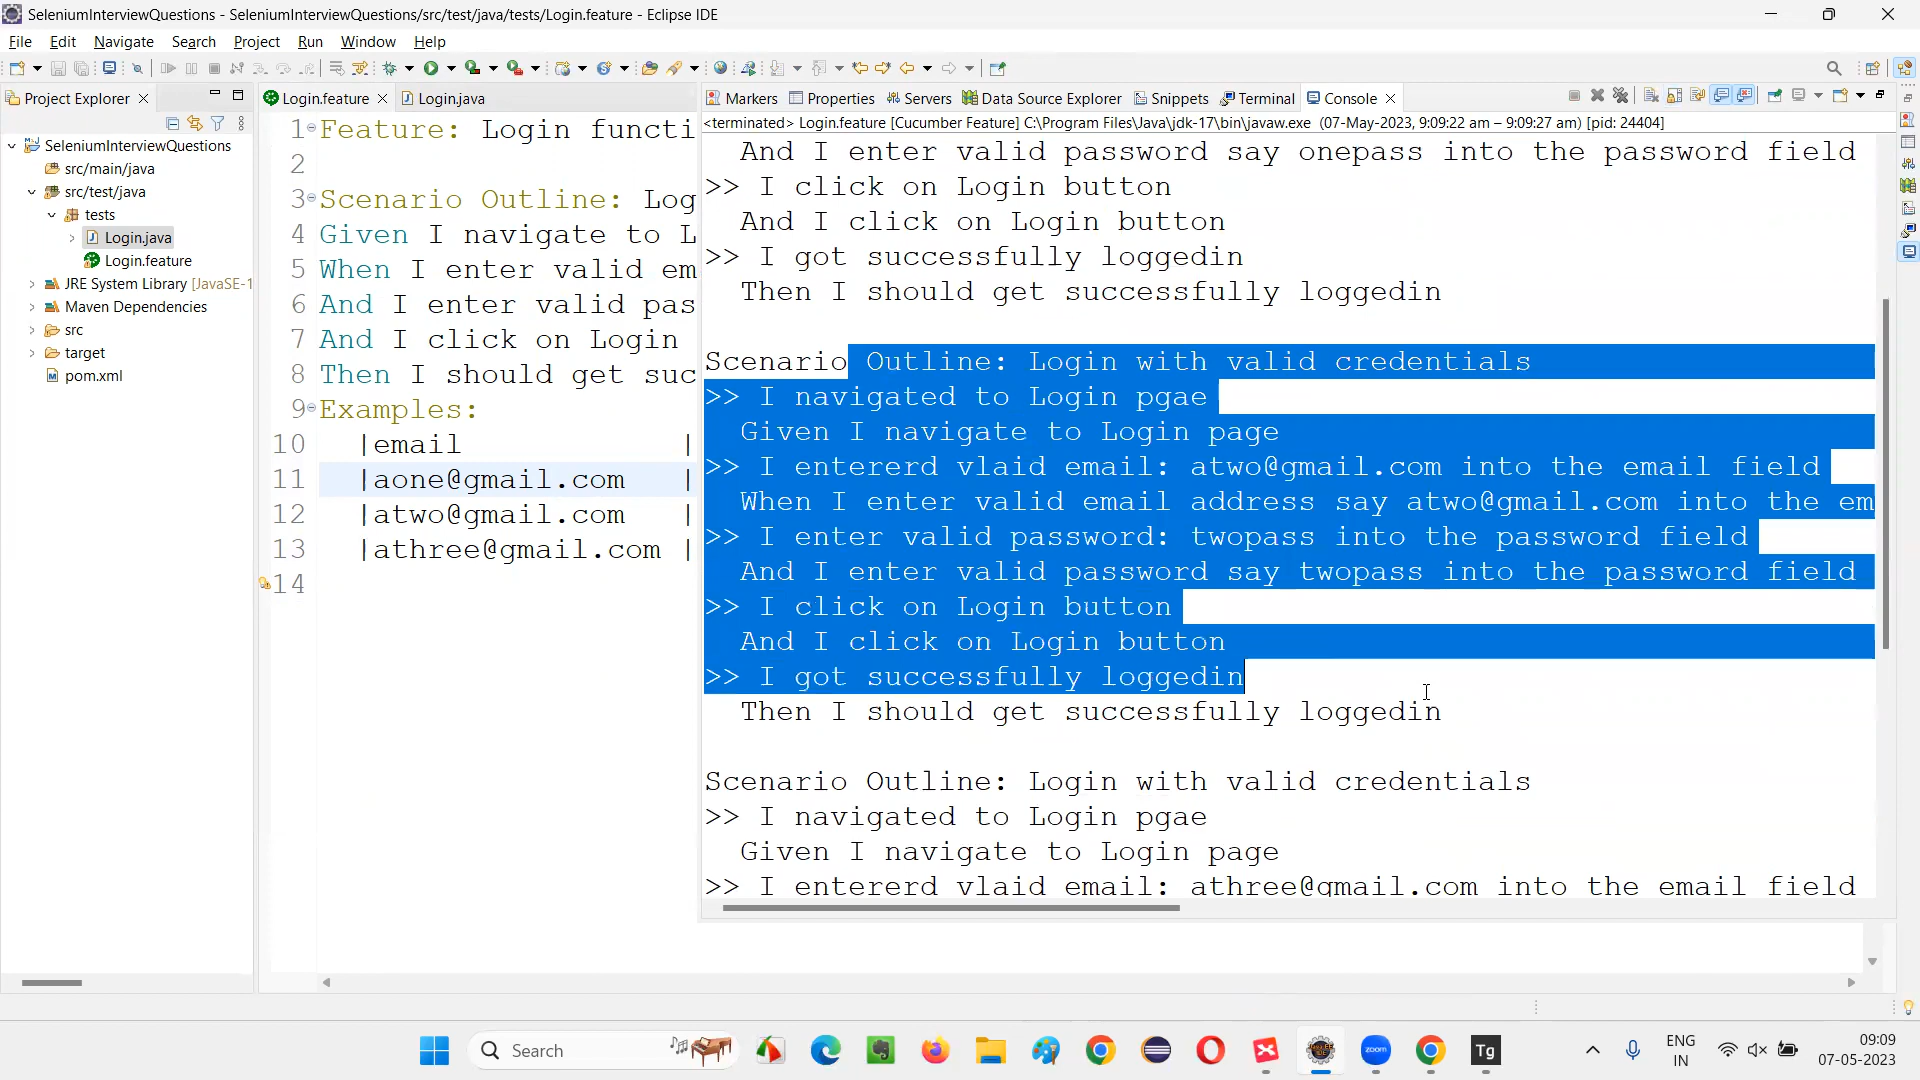 SeleniumInterviewQuestions - SeleniumInterviewQuestions/src/test/java/tests/Login.feature - Eclipse IDE
File Edit Navigate Search Project Run Window Help
Project Explorer
SeleniumInterviewQuestions
src/main/java
src/test/java
tests
Login.java
Login.feature
JRE System Library [JavaSE-1
Maven Dependencies
src
target
pom.xml
Login.feature Login.java
1 Feature: Login functi
2
3 Scenario Outline: Log
4 Given I navigate to L
5 When I enter valid em
6 And I enter valid pas
7 And I click on Login
8 Then I should get suc
9 Examples:
10 |email |
11 |aone@gmail.com |
12 |atwo@gmail.com |
13 |athree@gmail.com |
14
Markers Properties Servers Data Source Explorer Snippets Terminal Console
<terminated> Login.feature [Cucumber Feature] C:\Program Files\Java\jdk-17\bin\javaw.exe (07-May-2023, 9:09:22 am – 9:09:27 am) [pid: 24404]
And I enter valid password say onepass into the password field
>> I click on Login button
And I click on Login button
>> I got successfully loggedin
Then I should get successfully loggedin
Scenario Outline: Login with valid credentials
>> I navigated to Login pgae
Given I navigate to Login page
>> I entererd vlaid email: atwo@gmail.com into the email field
When I enter valid email address say atwo@gmail.com into the em
>> I enter valid password: twopass into the password field
And I enter valid password say twopass into the password field
>> I click on Login button
And I click on Login button
>> I got successfully loggedin
Then I should get successfully loggedin
Scenario Outline: Login with valid credentials
>> I navigated to Login pgae
Given I navigate to Login page
>> I entererd vlaid email: athree@gmail.com into the email field
Search
zoom
Tg
ENG
IN
09:09
07-05-2023